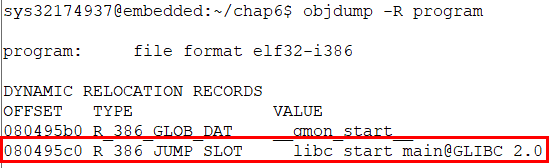 sys32174937@embedded:~/chap6$ objdump -R program
program:     file format elf32-i386
DYNAMIC RELOCATION RECORDS
OFFSET   TYPE              VALUE
080495b0 R_386_GLOB_DAT    __gmon_start__
080495c0 R_386_JUMP_SLOT   __libc_start_main@GLIBC_2.0